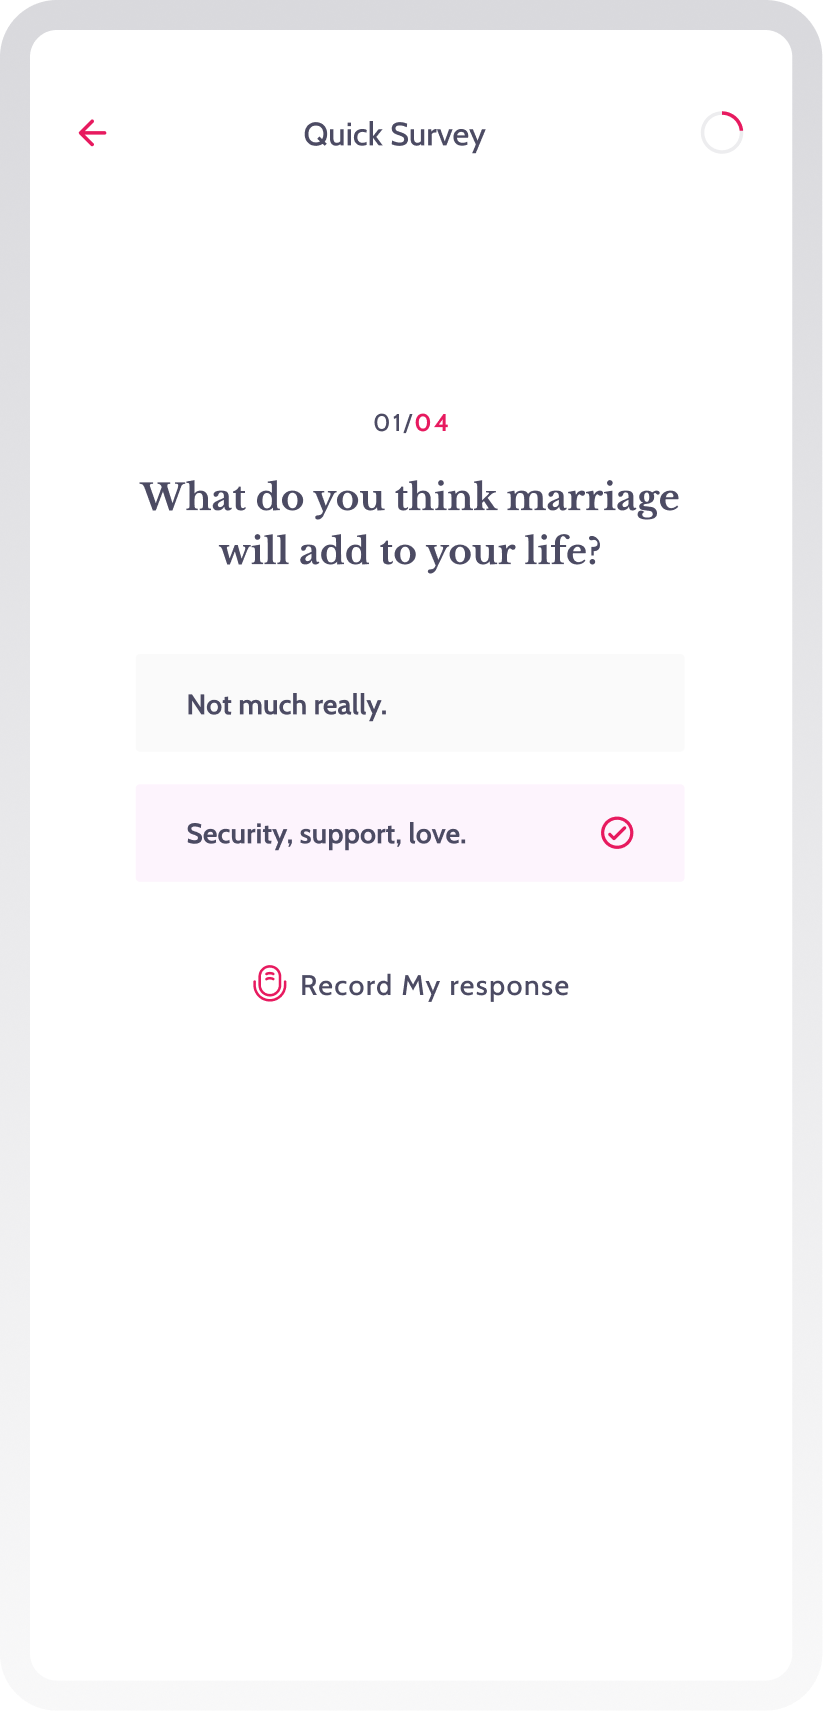 Quick Survey
01/04
What do you think marriage
will add to your life?
Not much really.
Security, support, love.
Record My response